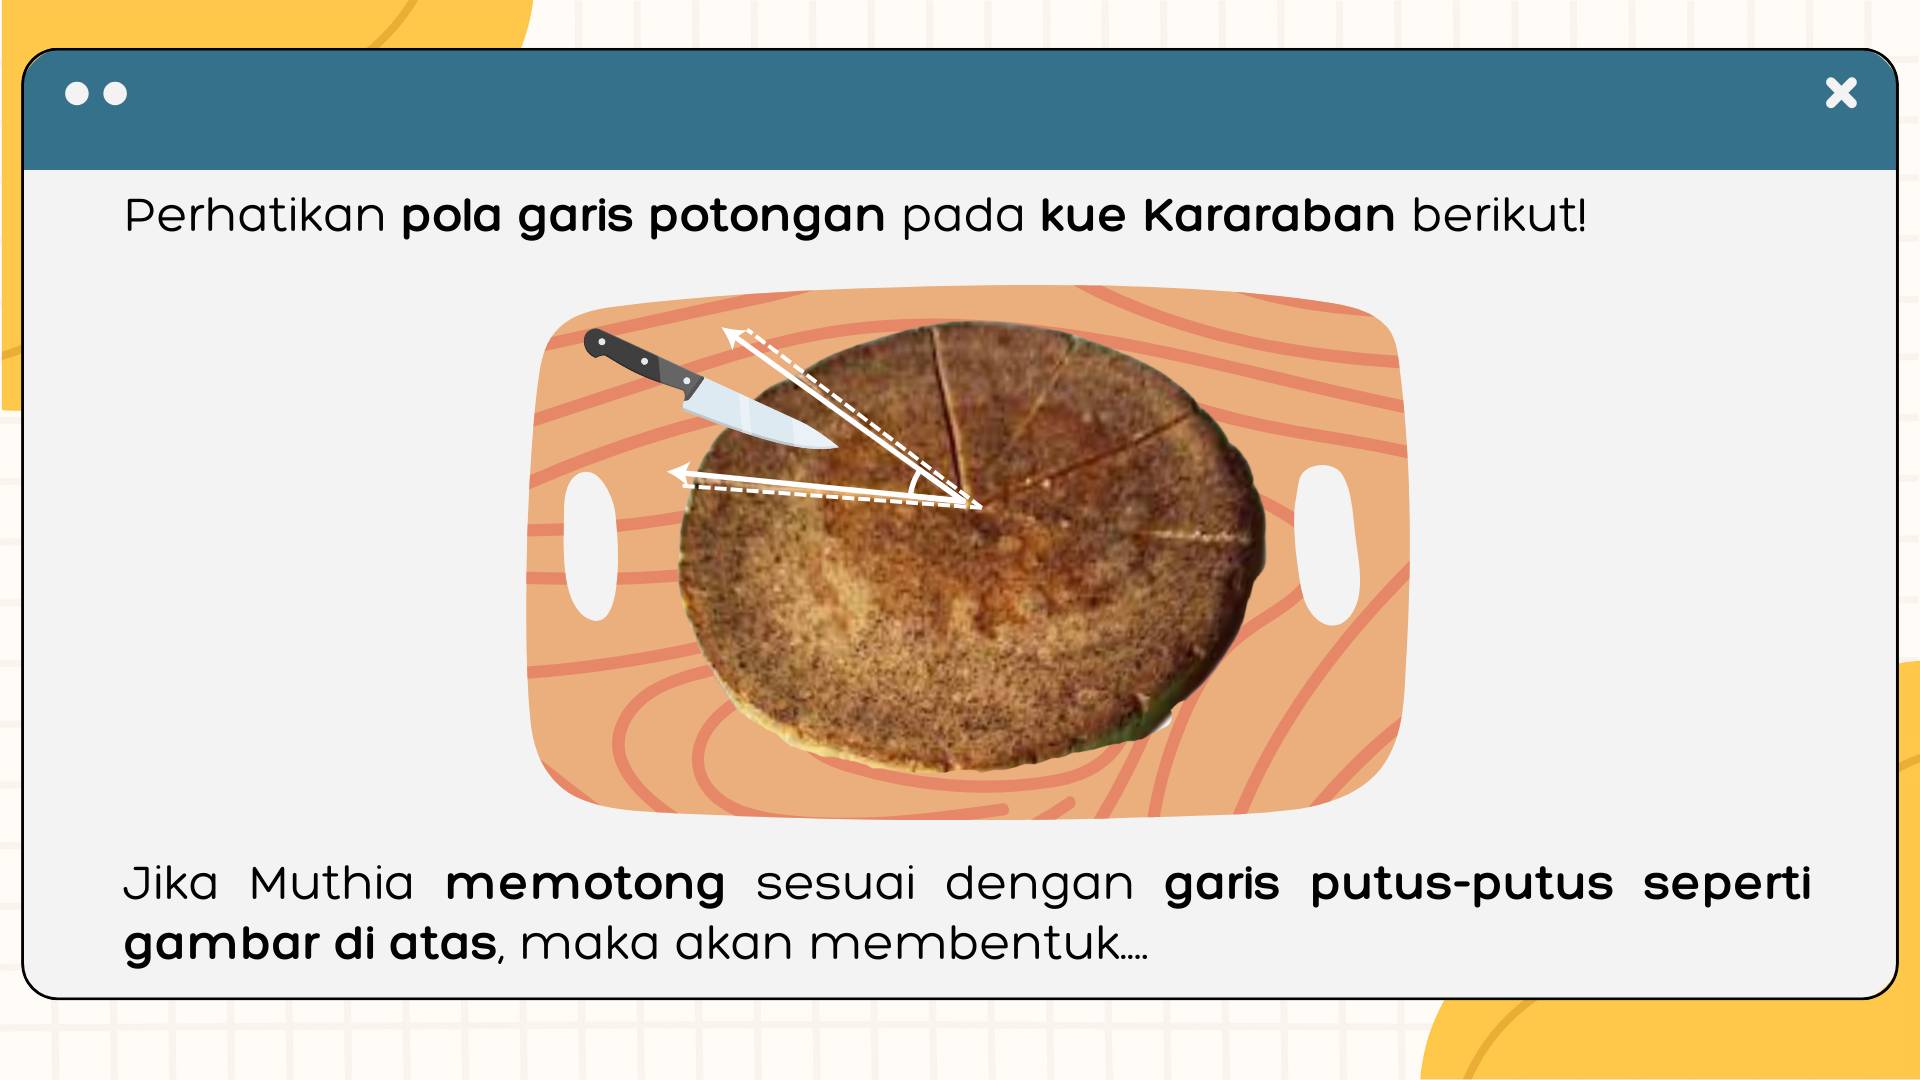 Perhatikan pola garis potongan pada kue Kararaban berikut!
Jika Muthia memotong sesuai dengan garis putus-putus seperti
gambar di atas, maka akan membentuk....